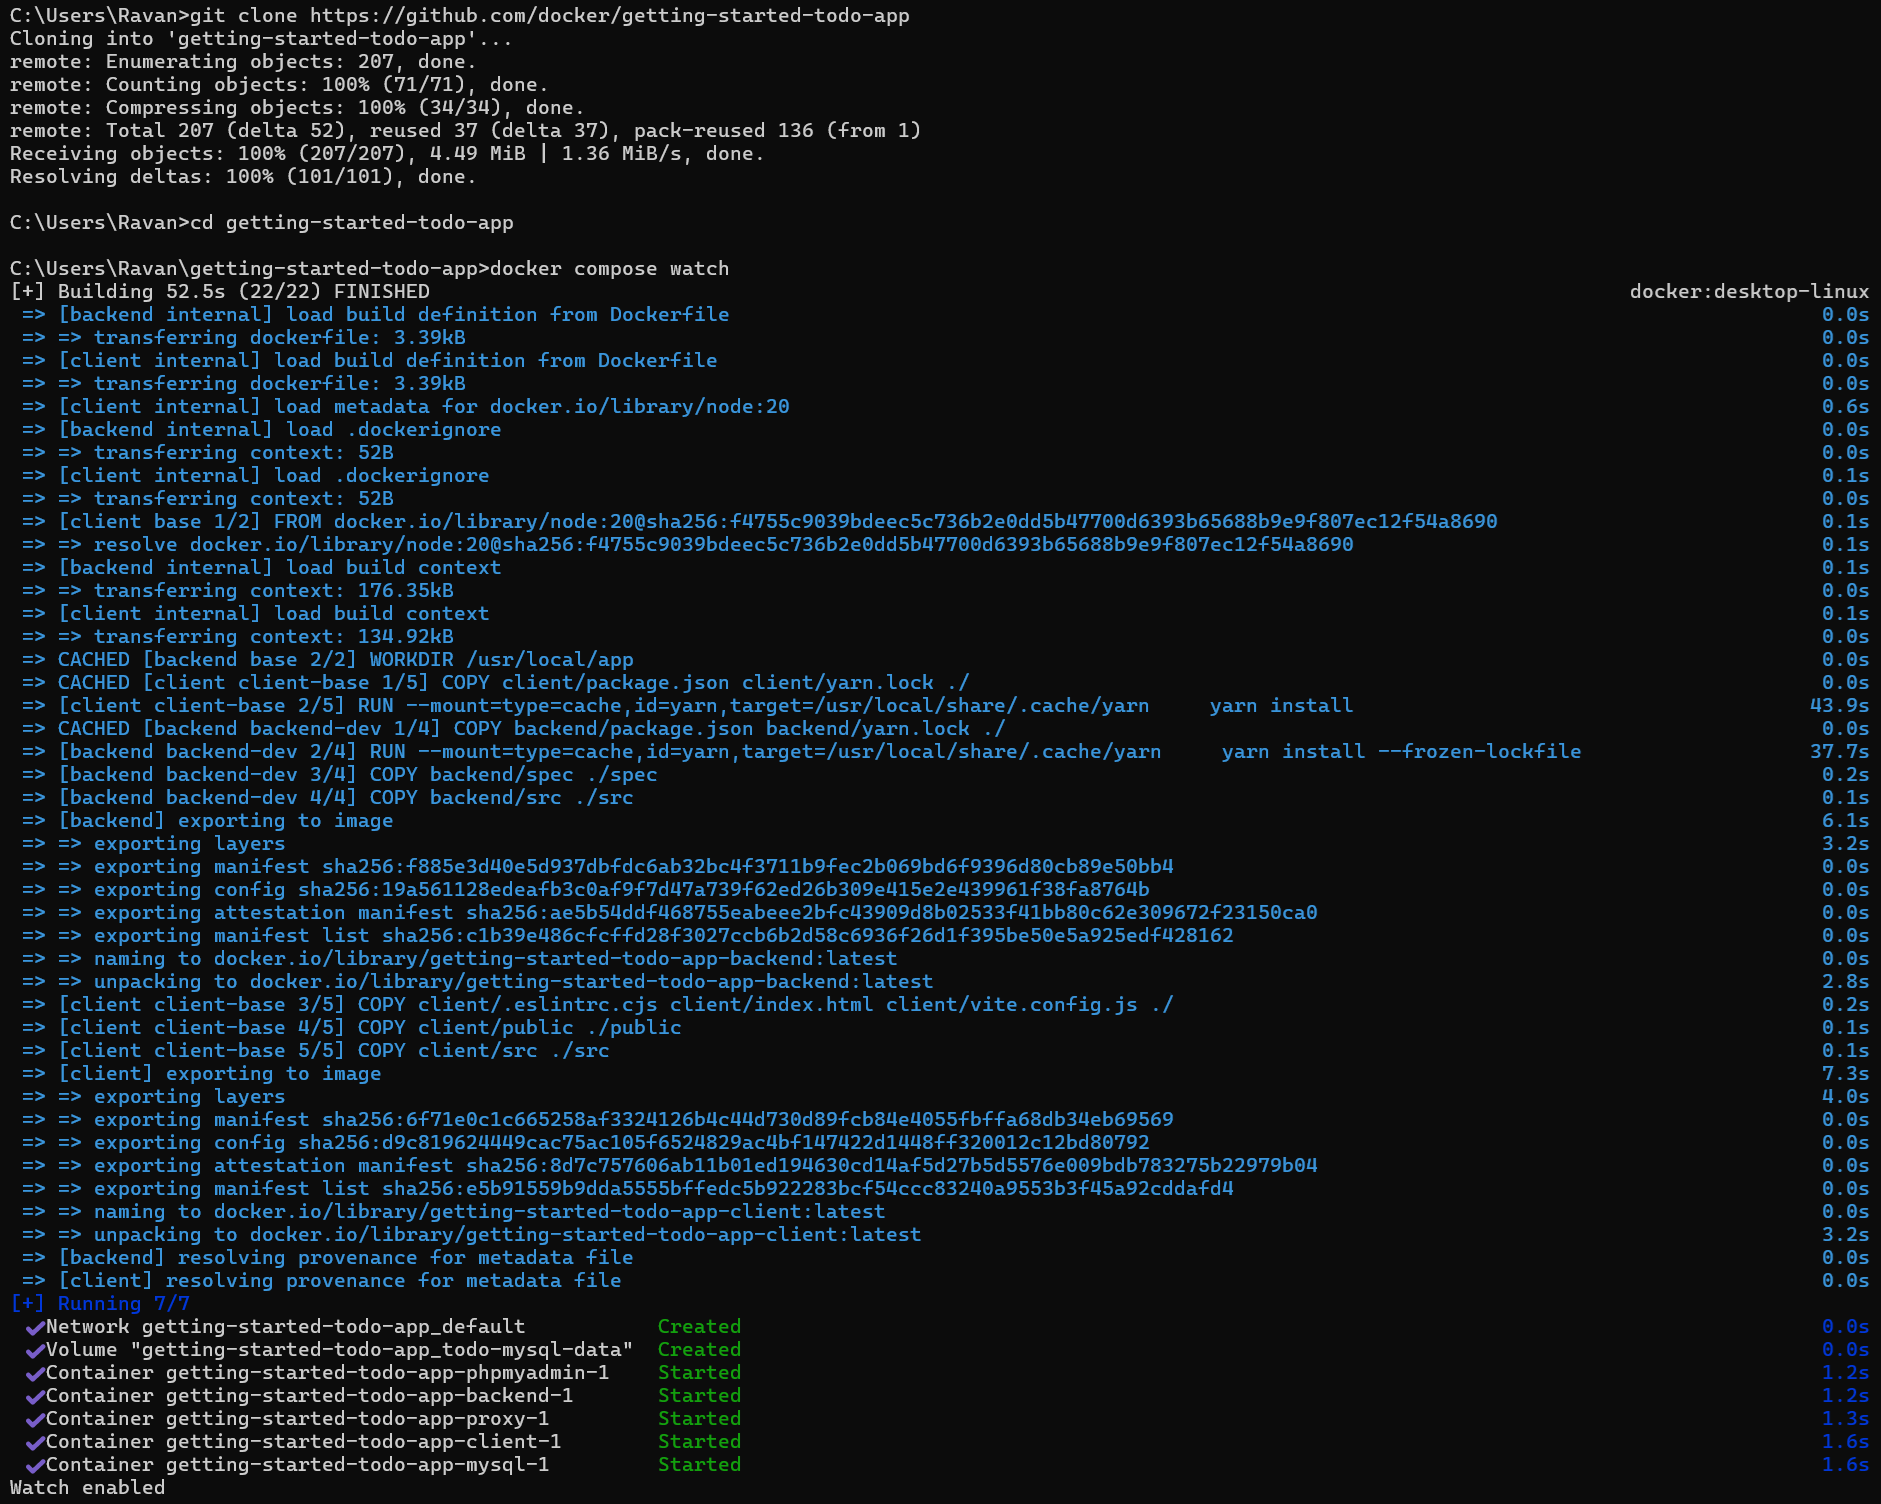 C:\Users\Ravan>git clone https://github.com/docker/getting-started-todo-app
Cloning into 'getting-started-todo-app'...
remote: Enumerating objects: 207, done.
remote: Counting objects: 100% (71/71), done.
remote: Compressing objects: 100% (34/34), done.
remote: Total 207 (delta 52), reused 37 (delta 37), pack-reused 136 (from 1)
Receiving objects: 100% (207/207), 4.49 MiB | 1.36 MiB/s, done.
Resolving deltas: 100% (101/101), done.
C:\Users\Ravan>cd getting-started-todo-app
C:\Users\Ravan\getting-started-todo-app>docker compose watch
[+] Building 52.5s (22/22) FINISHED docker:desktop-linux
=> [backend internal] load build definition from Dockerfile 0.0s
=> => transferring dockerfile: 3.39kB 0.0s
=> [client internal] load build definition from Dockerfile 0.0s
=> => transferring dockerfile: 3.39kB 0.0s
=> [client internal] load metadata for docker.io/library/node:20 0.6s
=> [backend internal] load .dockerignore 0.0s
=> => transferring context: 52B 0.0s
=> [client internal] load .dockerignore 0.1s
=> => transferring context: 52B 0.0s
=> [client base 1/2] FROM docker.io/library/node:20@sha256:f4755c9039bdeec5c736b2e0dd5b47700d6393b65688b9e9f807ec12f54a8690 0.1s
=> => resolve docker.io/library/node:20@sha256:f4755c9039bdeec5c736b2e0dd5b47700d6393b65688b9e9f807ec12f54a8690 0.1s
=> [backend internal] load build context 0.1s
=> => transferring context: 176.35kB 0.0s
=> [client internal] load build context 0.1s
=> => transferring context: 134.92kB 0.0s
=> CACHED [backend base 2/2] WORKDIR /usr/local/app 0.0s
=> CACHED [client client-base 1/5] COPY client/package.json client/yarn.lock ./ 0.0s
=> [client client-base 2/5] RUN --mount=type=cache,id=yarn,target=/usr/local/share/.cache/yarn     yarn install 43.9s
=> CACHED [backend backend-dev 1/4] COPY backend/package.json backend/yarn.lock ./ 0.0s
=> [backend backend-dev 2/4] RUN --mount=type=cache,id=yarn,target=/usr/local/share/.cache/yarn     yarn install --frozen-lockfile 37.7s
=> [backend backend-dev 3/4] COPY backend/spec ./spec 0.2s
=> [backend backend-dev 4/4] COPY backend/src ./src 0.1s
=> [backend] exporting to image 6.1s
=> => exporting layers 3.2s
=> => exporting manifest sha256:f885e3d40e5d937dbfdc6ab32bc4f3711b9fec2b069bd6f9396d80cb89e50bb4 0.0s
=> => exporting config sha256:19a561128edeafb3c0af9f7d47a739f62ed26b309e415e2e439961f38fa8764b 0.0s
=> => exporting attestation manifest sha256:ae5b54ddf468755eabeee2bfc43909d8b02533f41bb80c62e309672f23150ca0 0.0s
=> => exporting manifest list sha256:c1b39e486cfcffd28f3027ccb6b2d58c6936f26d1f395be50e5a925edf428162 0.0s
=> => naming to docker.io/library/getting-started-todo-app-backend:latest 0.0s
=> => unpacking to docker.io/library/getting-started-todo-app-backend:latest 2.8s
=> [client client-base 3/5] COPY client/.eslintrc.cjs client/index.html client/vite.config.js ./ 0.2s
=> [client client-base 4/5] COPY client/public ./public 0.1s
=> [client client-base 5/5] COPY client/src ./src 0.1s
=> [client] exporting to image 7.3s
=> => exporting layers 4.0s
=> => exporting manifest sha256:6f71e0c1c665258af3324126b4c44d730d89fcb84e4055fbffa68db34eb69569 0.0s
=> => exporting config sha256:d9c819624449cac75ac105f6524829ac4bf147422d1448ff320012c12bd80792 0.0s
=> => exporting attestation manifest sha256:8d7c757606ab11b01ed194630cd14af5d27b5d5576e009bdb783275b22979b04 0.0s
=> => exporting manifest list sha256:e5b91559b9dda5555bffedc5b922283bcf54ccc83240a9553b3f45a92cddafd4 0.0s
=> => naming to docker.io/library/getting-started-todo-app-client:latest 0.0s
=> => unpacking to docker.io/library/getting-started-todo-app-client:latest 3.2s
=> [backend] resolving provenance for metadata file 0.0s
=> [client] resolving provenance for metadata file 0.0s
[+] Running 7/7
✔Network getting-started-todo-app_default Created 0.0s
✔Volume "getting-started-todo-app_todo-mysql-data" Created 0.0s
✔Container getting-started-todo-app-phpmyadmin-1 Started 1.2s
✔Container getting-started-todo-app-backend-1 Started 1.2s
✔Container getting-started-todo-app-proxy-1 Started 1.3s
✔Container getting-started-todo-app-client-1 Started 1.6s
✔Container getting-started-todo-app-mysql-1 Started 1.6s
Watch enabled